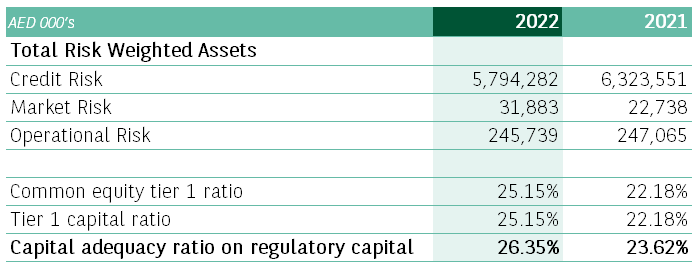 AED 000's 2022 2021
Total Risk Weighted Assets
Credit Risk 5,794,282 6,323,551
Market Risk 31,883 22,738
Operational Risk 245,739 247,065
Common equity tier 1 ratio 25.15% 22.18%
Tier 1 capital ratio 25.15% 22.18%
Capital adequacy ratio on regulatory capital 26.35% 23.62%